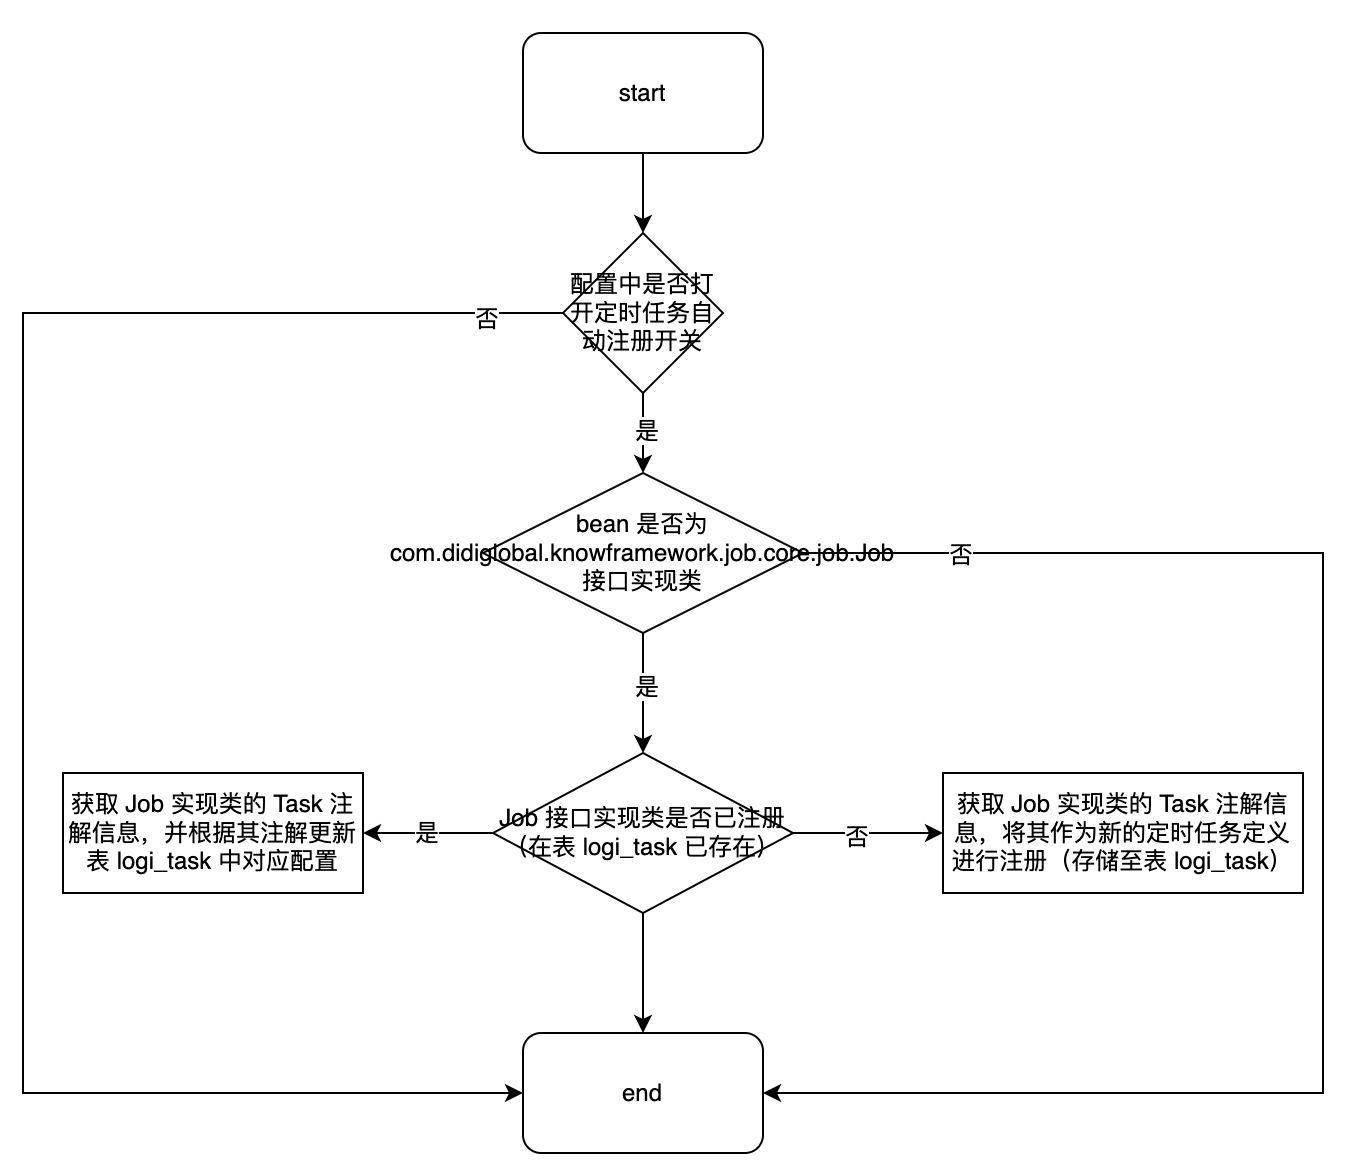 start
配置中是否打
开定时任务自
动注册开关
否
是
bean 是否为
com.didiglobal.knowframework.job.core.job.Job
接口实现类
否
是
获取 Job 实现类的 Task 注
解信息，并根据其注解更新
表 logi_task 中对应配置
是
Job 接口实现类是否已注册
（在表 logi_task 已存在）
否
获取 Job 实现类的 Task 注解信
息，将其作为新的定时任务定义
进行注册（存储至表 logi_task）
end